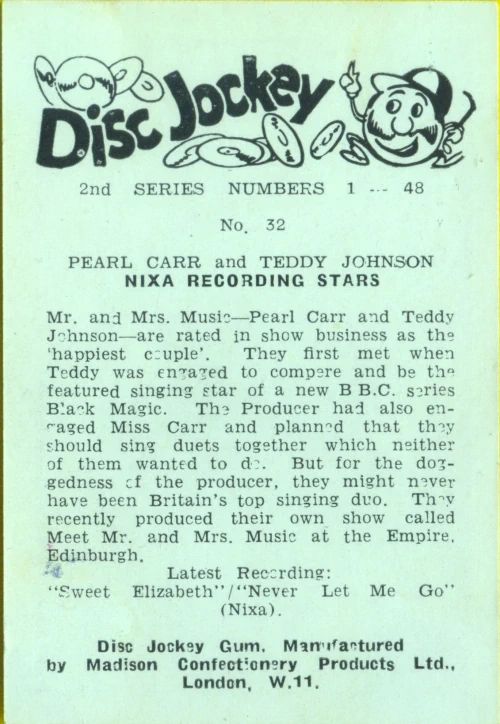 Disc Jockey
2nd SERIES NUMBERS 1 --- 48
No. 32
PEARL CARR and TEDDY JOHNSON
NIXA RECORDING STARS
Mr. and Mrs. Music—Pearl Carr and Teddy
Johnson—are rated in show business as the
'happiest couple'. They first met when
Teddy was engaged to compere and be the
featured singing star of a new B B.C. series
Black Magic. The Producer had also en-
gaged Miss Carr and planned that they
should sing duets together which neither
of them wanted to do. But for the dog-
gedness of the producer, they might never
have been Britain's top singing duo. They
recently produced their own show called
Meet Mr. and Mrs. Music at the Empire,
Edinburgh.
Latest Recording:
"Sweet Elizabeth"/"Never Let Me Go"
(Nixa).
Disc Jockey Gum. Manufactured
by Madison Confectionery Products Ltd.,
London, W.11.